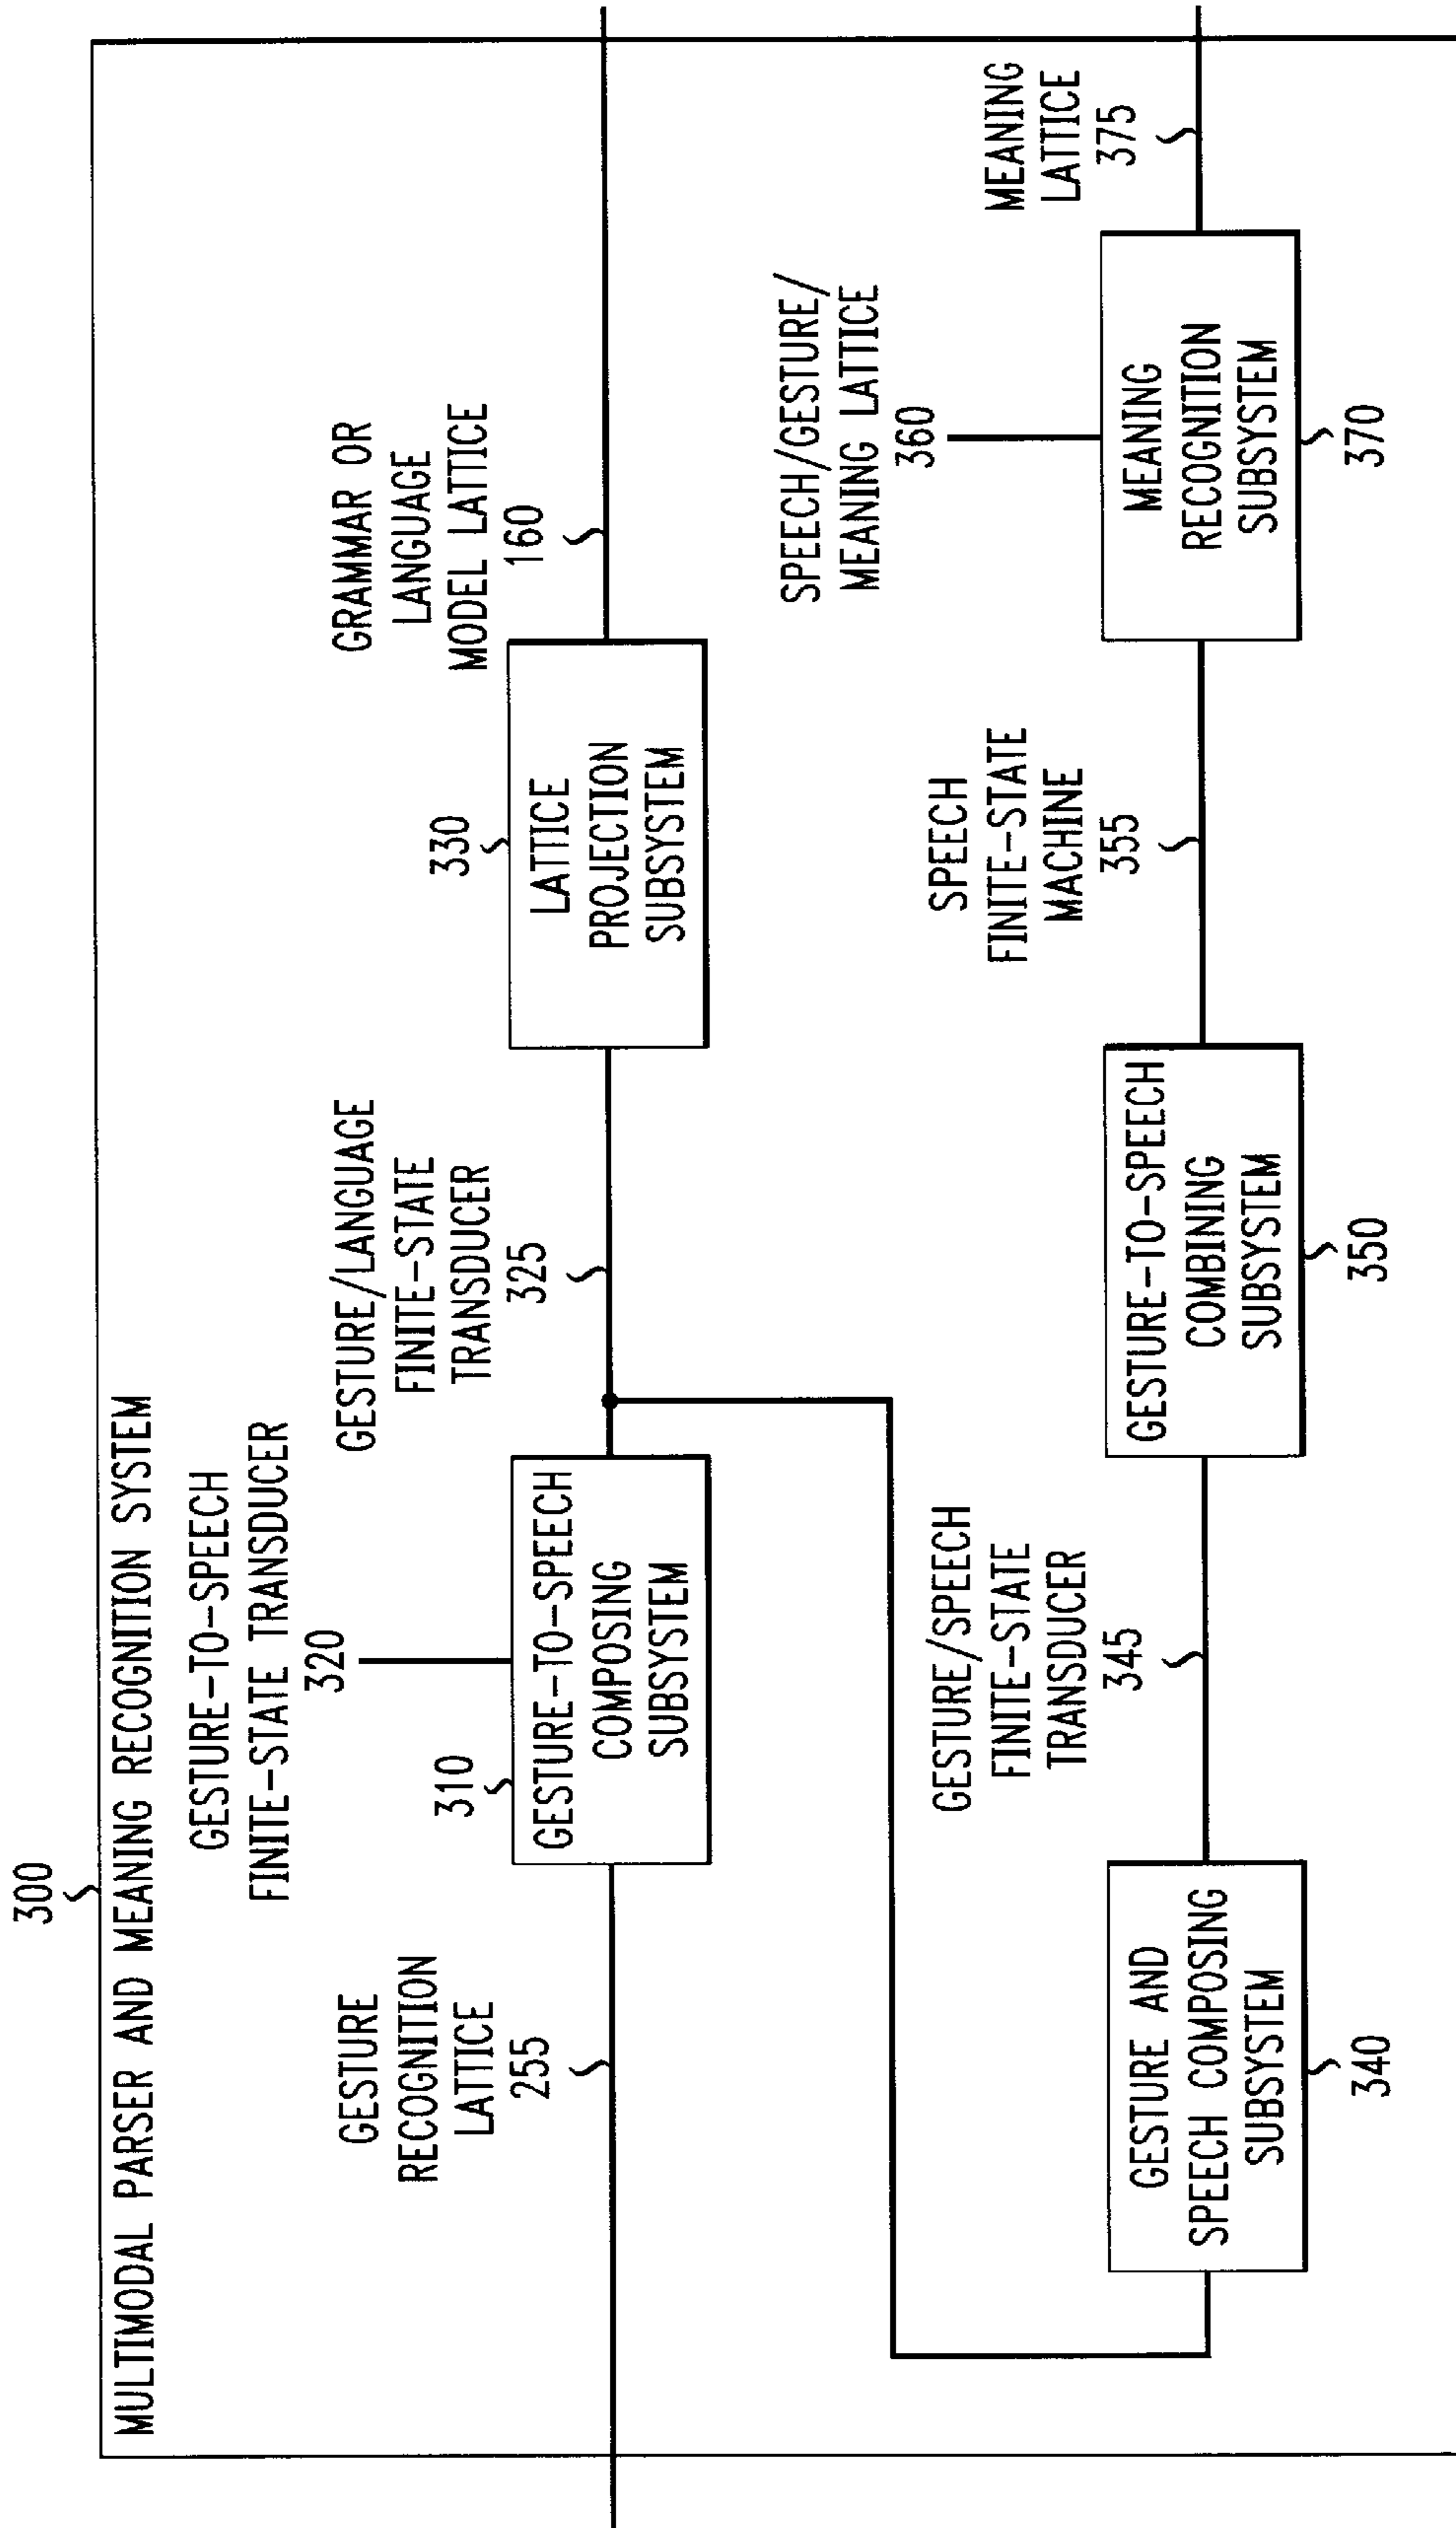 300
MULTIMODAL PARSER AND MEANING RECOGNITION SYSTEM
GESTURE-TO-SPEECH
FINITE-STATE TRANSDUCER
320
GESTURE
RECOGNITION
LATTICE
255
310
GESTURE-TO-SPEECH
COMPOSING
SUBSYSTEM
GESTURE/LANGUAGE
FINITE-STATE
TRANSDUCER
325
330
LATTICE
PROJECTION
SUBSYSTEM
GRAMMAR OR
LANGUAGE
MODEL LATTICE
160
GESTURE AND
SPEECH COMPOSING
SUBSYSTEM
340
GESTURE/SPEECH
FINITE-STATE
TRANSDUCER
345
GESTURE-TO-SPEECH
COMBINING
SUBSYSTEM
350
SPEECH
FINITE-STATE
MACHINE
355
SPEECH/GESTURE/
MEANING LATTICE
360
MEANING
RECOGNITION
SUBSYSTEM
370
MEANING
LATTICE
375